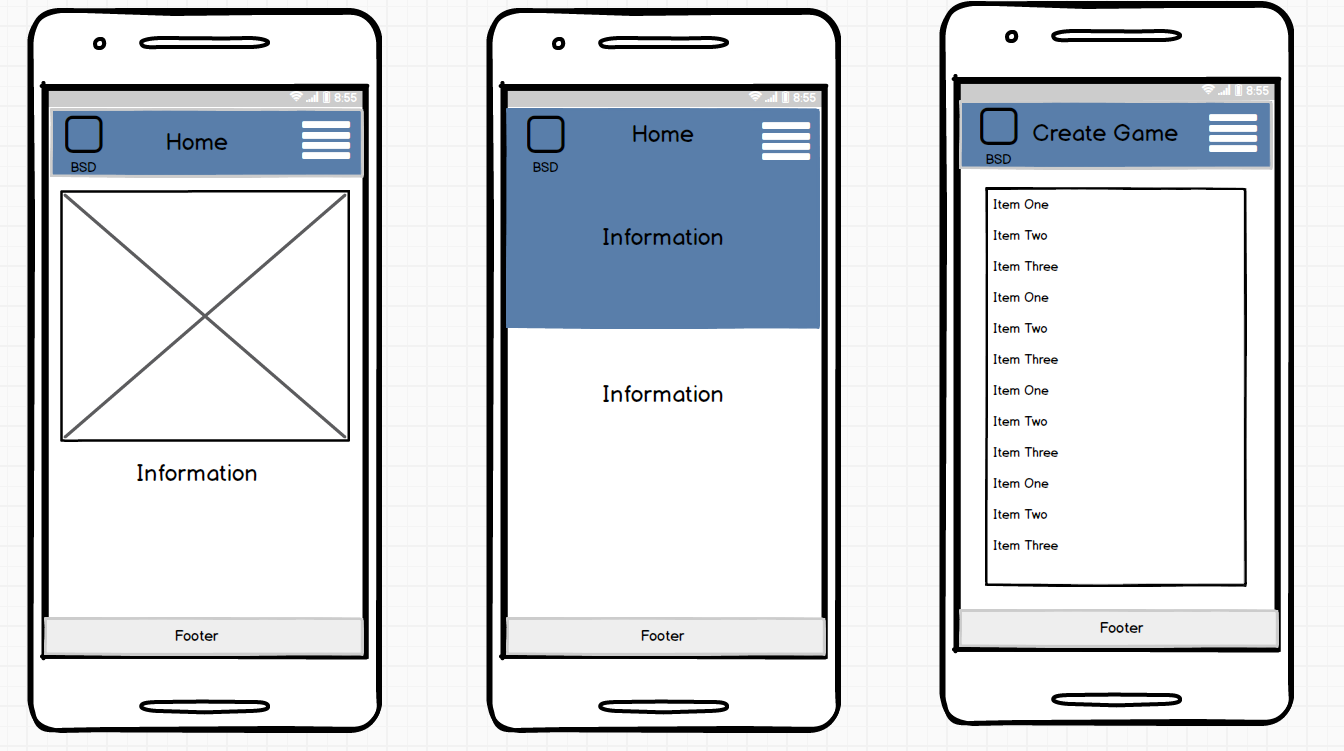 8:55
Home
BSD
Information
Footer
8:55
Home
BSD
Information
Information
Footer
8:55
Create Game
BSD
Item One
Item Two
Item Three
Item One
Item Two
Item Three
Item One
Item Two
Item Three
Item One
Item Two
Item Three
Footer